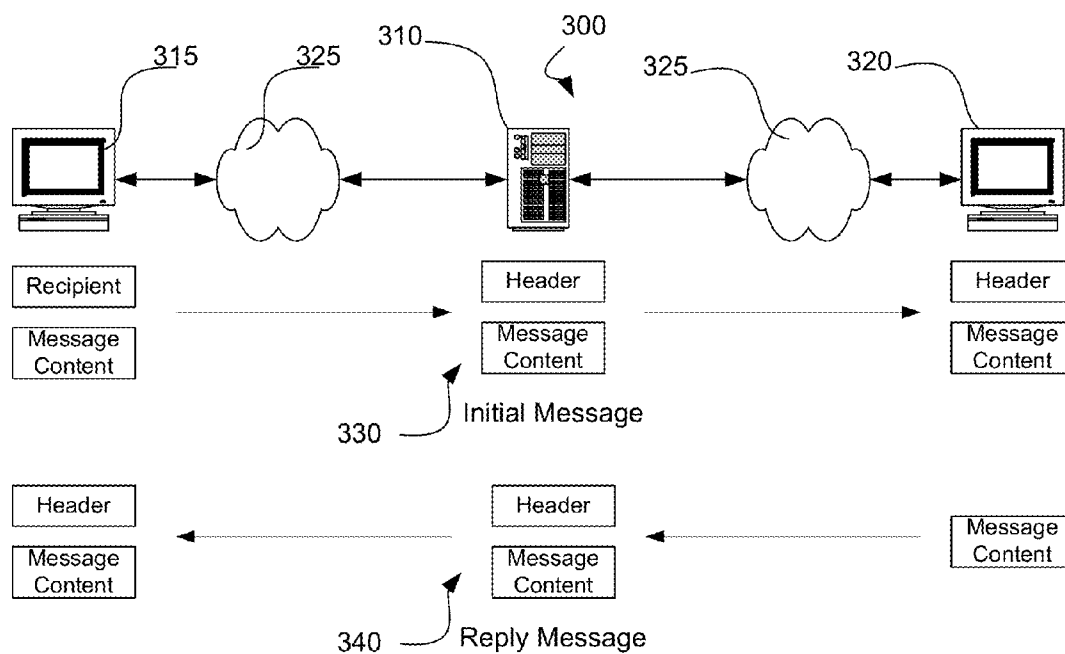 300
310
315
325
325
320
Recipient
Header
Header
Message
Content
Message
Content
Message
Content
330
Initial Message
Header
Header
Message
Content
Message
Content
Message
Content
340
Reply Message